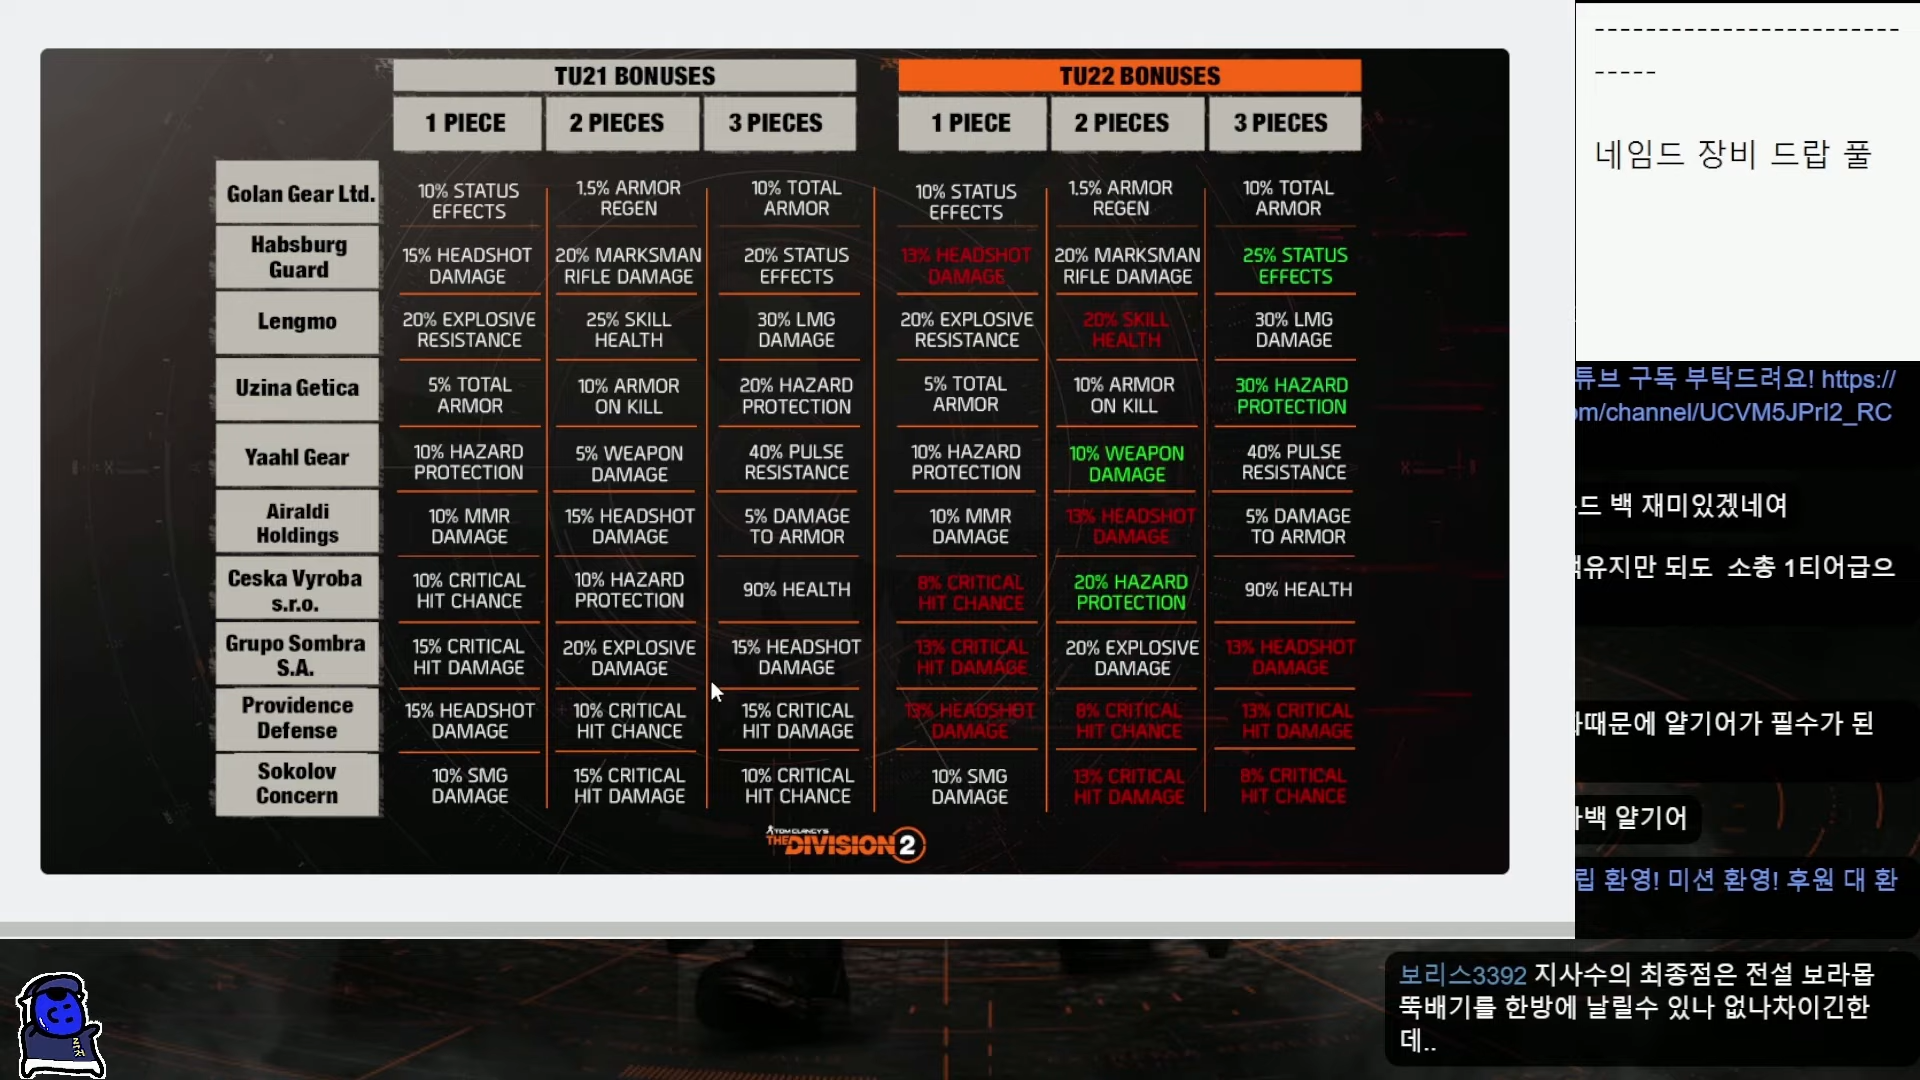 TU21 BONUSES TU22 BONUSES
1 PIECE 2 PIECES 3 PIECES 1 PIECE 2 PIECES 3 PIECES
Golan Gear Ltd. 10% STATUS EFFECTS 1.5% ARMOR REGEN 10% TOTAL ARMOR 10% STATUS EFFECTS 1.5% ARMOR REGEN 10% TOTAL ARMOR
Habsburg Guard 15% HEADSHOT DAMAGE 20% MARKSMAN RIFLE DAMAGE 20% STATUS EFFECTS 13% HEADSHOT DAMAGE 20% MARKSMAN RIFLE DAMAGE 25% STATUS EFFECTS
Lengmo 20% EXPLOSIVE RESISTANCE 25% SKILL HEALTH 30% LMG DAMAGE 20% EXPLOSIVE RESISTANCE 20% SKILL HEALTH 30% LMG DAMAGE
Uzina Getica 5% TOTAL ARMOR 10% ARMOR ON KILL 20% HAZARD PROTECTION 5% TOTAL ARMOR 10% ARMOR ON KILL 30% HAZARD PROTECTION
Yaahl Gear 10% HAZARD PROTECTION 5% WEAPON DAMAGE 40% PULSE RESISTANCE 10% HAZARD PROTECTION 10% WEAPON DAMAGE 40% PULSE RESISTANCE
Airaldi Holdings 10% MMR DAMAGE 15% HEADSHOT DAMAGE 5% DAMAGE TO ARMOR 10% MMR DAMAGE 13% HEADSHOT DAMAGE 5% DAMAGE TO ARMOR
Ceska Vyroba s.r.o. 10% CRITICAL HIT CHANCE 10% HAZARD PROTECTION 90% HEALTH 8% CRITICAL HIT CHANCE 20% HAZARD PROTECTION 90% HEALTH
Grupo Sombra S.A. 15% CRITICAL HIT DAMAGE 20% EXPLOSIVE DAMAGE 15% HEADSHOT DAMAGE 13% CRITICAL HIT DAMAGE 20% EXPLOSIVE DAMAGE 13% HEADSHOT DAMAGE
Providence Defense 15% HEADSHOT DAMAGE 10% CRITICAL HIT CHANCE 15% CRITICAL HIT DAMAGE 13% HEADSHOT DAMAGE 8% CRITICAL HIT CHANCE 13% CRITICAL HIT DAMAGE
Sokolov Concern 10% SMG DAMAGE 15% CRITICAL HIT DAMAGE 10% CRITICAL HIT CHANCE 10% SMG DAMAGE 13% CRITICAL HIT DAMAGE 8% CRITICAL HIT CHANCE
TOM CLANCY'S
THE DIVISION 2
------------------------
-----
네임드 장비 드랍 풀
튜브 구독 부탁드려요! https://
om/channel/UCVM5JPrI2_RC
드 백 재미있겠네여
유지만 되도 소총 1티어급으
때문에 얄기어가 필수가 된
백 얄기어
립 환영! 미션 환영! 후원 대 환
보리스3392 지사수의 최종점은 전설 보라몹
뚝배기를 한방에 날릴수 있나 없나차이긴한
데..